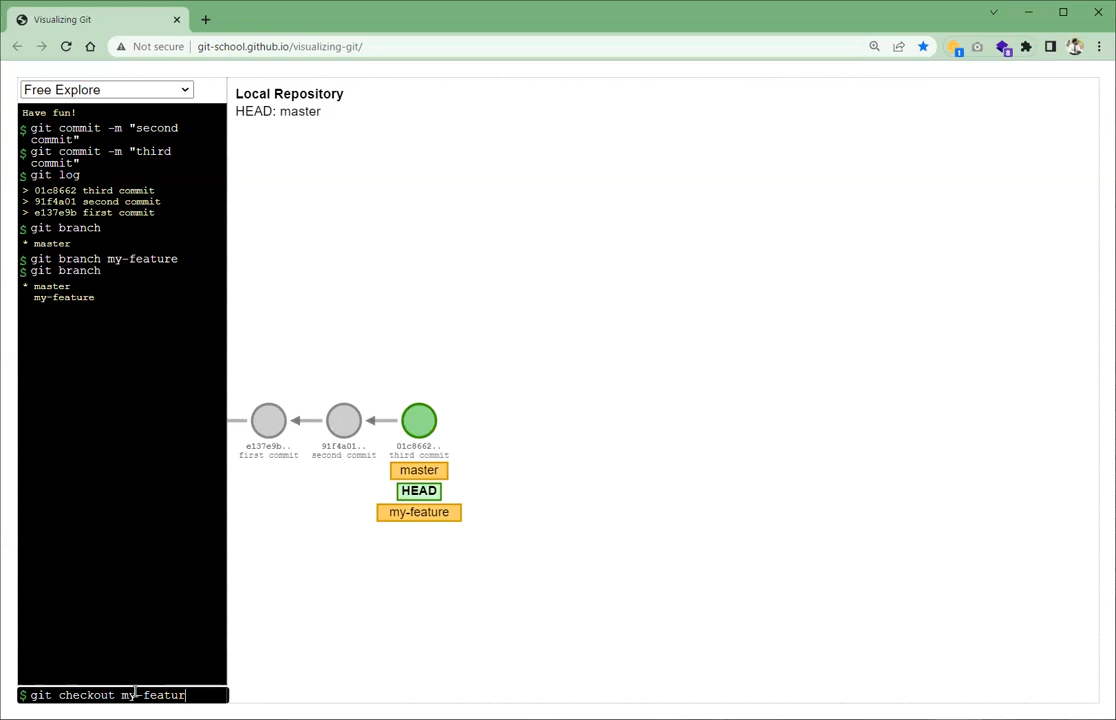 Visualizing Git
Not secure
git-school.github.io/visualizing-git/
1
8
Free Explore
Have fun!
$ git commit -m "second
commit"
$ git commit -m "third
commit"
$ git log
> 01c8662 third commit
> 91f4a01 second commit
> e137e9b first commit
$ git branch
* master
$ git branch my-feature
$ git branch
* master
my-feature
$ git checkout my-featur
Local Repository
HEAD: master
e137e9b.. 91f4a01.. 01c8662..
first commit second commit third commit
master
HEAD
my-feature